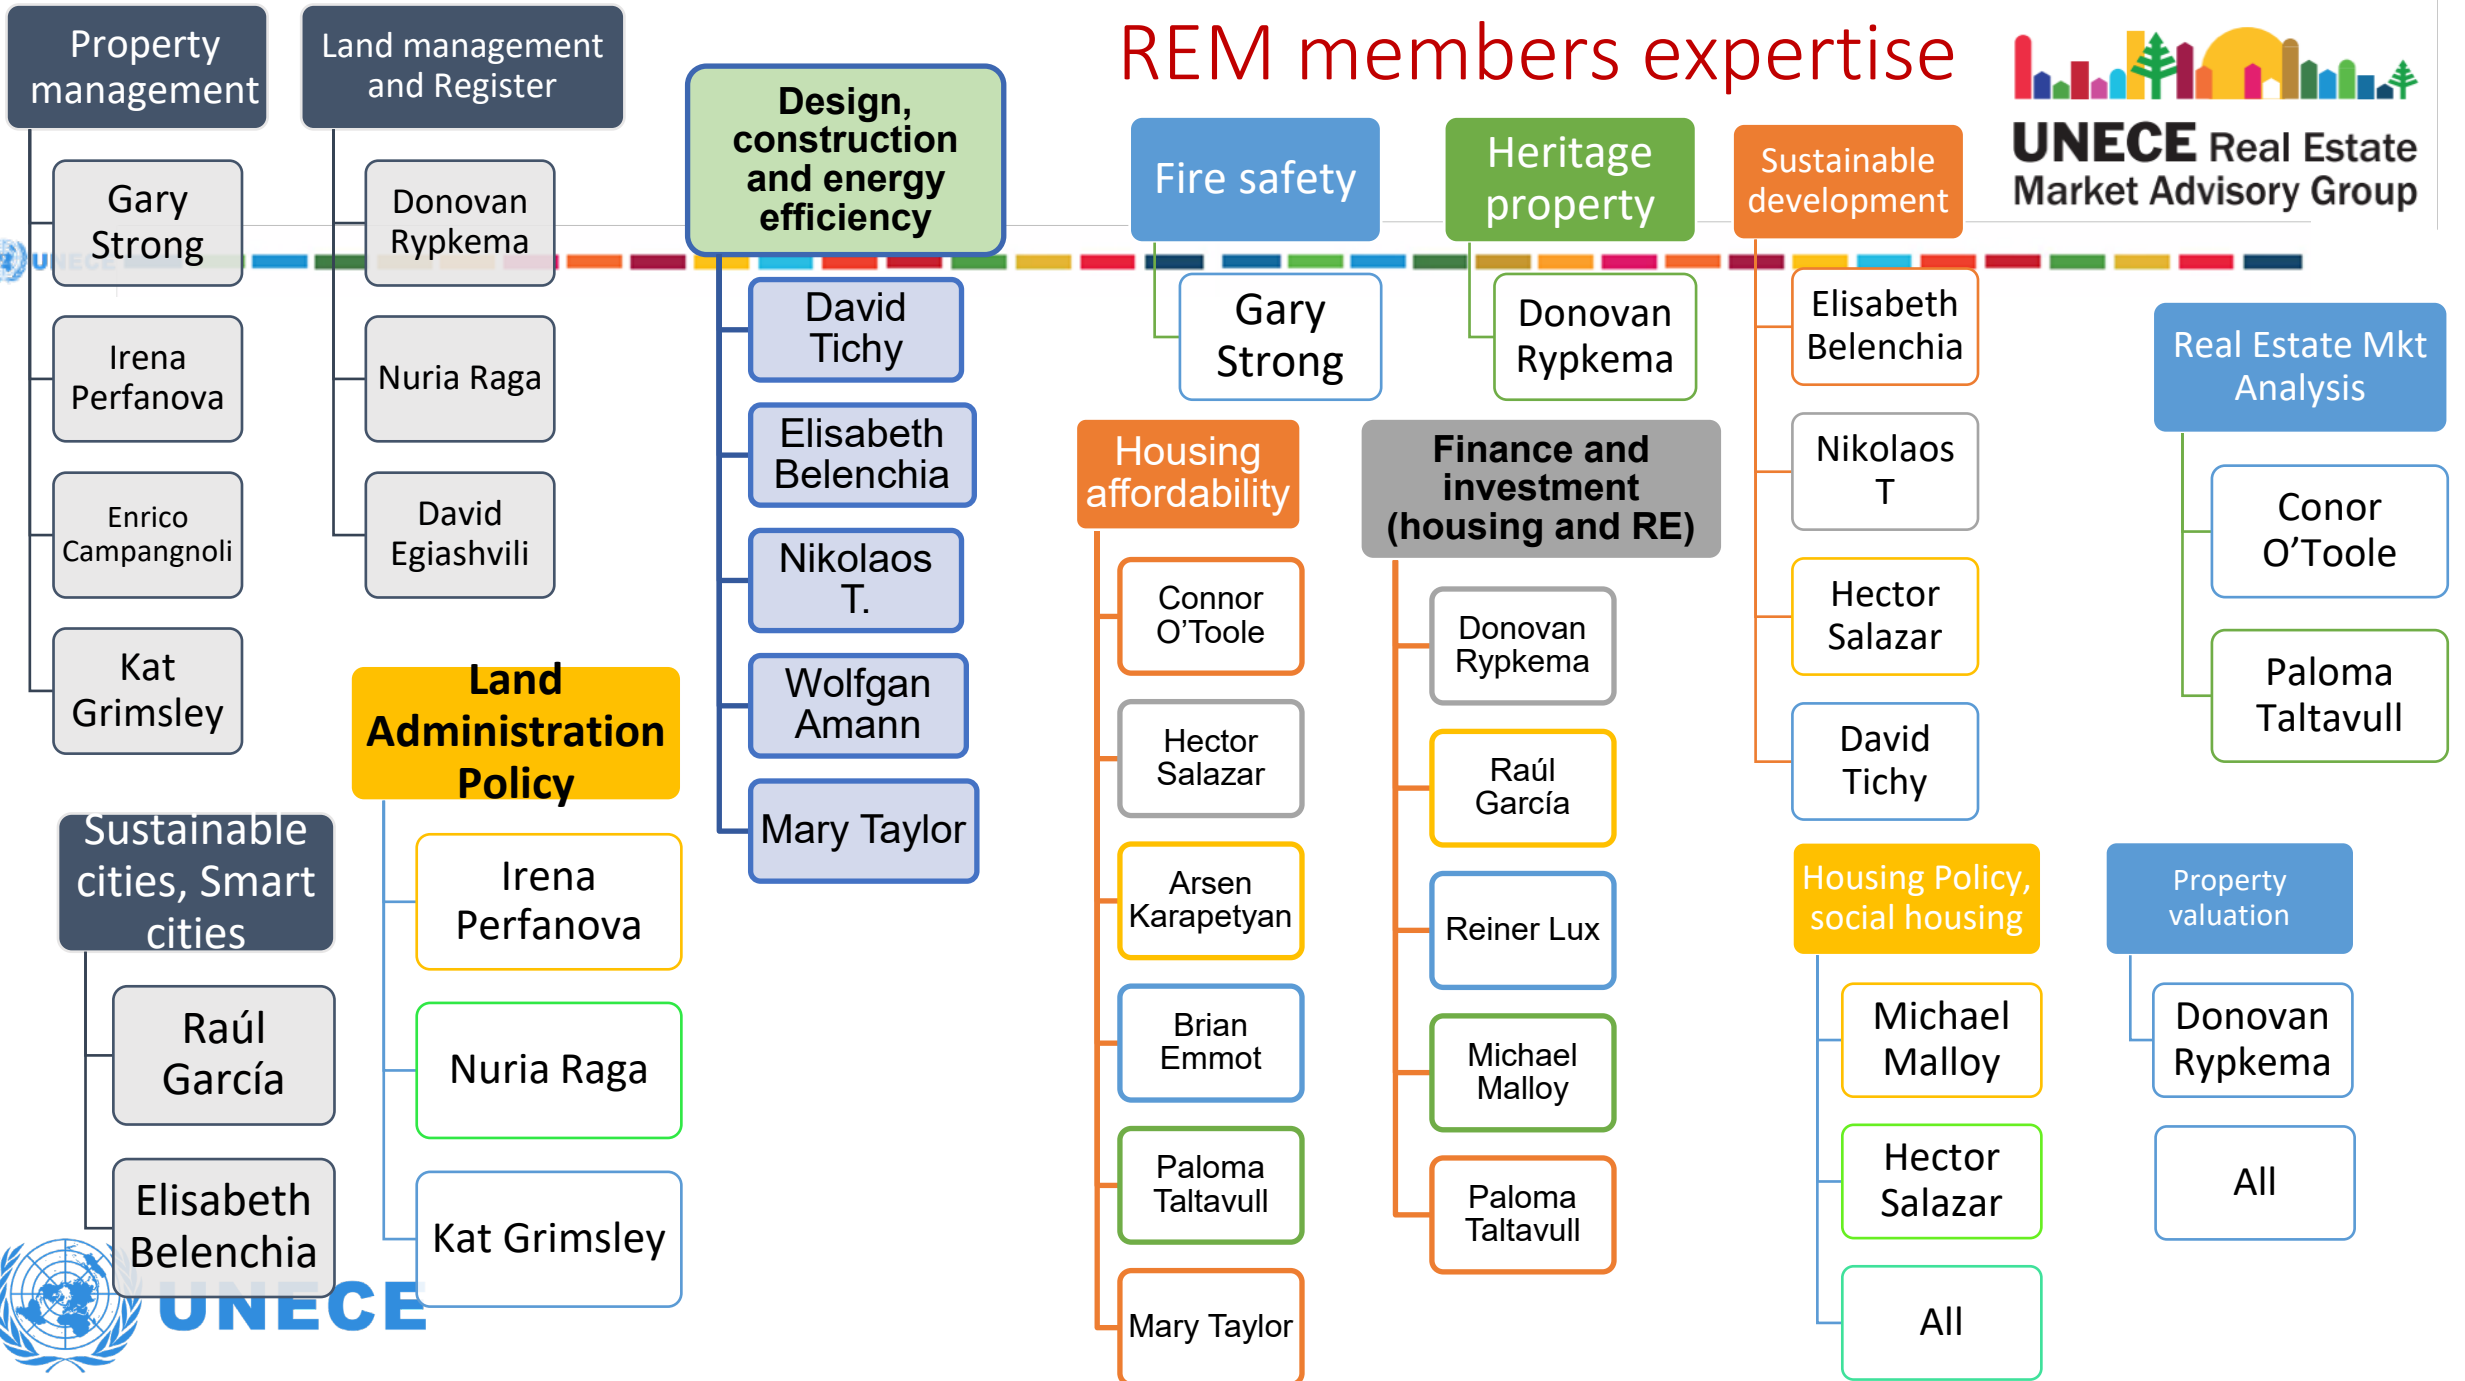 REM members expertise
UNECE Real Estate
Market Advisory Group
UNECE
Property
management
Gary
Strong
Irena
Perfanova
Enrico
Campangnoli
Kat
Grimsley
Land management
and Register
Donovan
Rypkema
Nuria Raga
David
Egiashvili
Design,
construction
and energy
efficiency
David
Tichy
Elisabeth
Belenchia
Nikolaos
T.
Wolfgan
Amann
Mary Taylor
Fire safety
Gary
Strong
Heritage
property
Donovan
Rypkema
Sustainable
development
Elisabeth
Belenchia
Nikolaos
T
Hector
Salazar
David
Tichy
Real Estate Mkt
Analysis
Conor
O’Toole
Paloma
Taltavull
Housing
affordability
Connor
O’Toole
Hector
Salazar
Arsen
Karapetyan
Brian
Emmot
Paloma
Taltavull
Mary Taylor
Finance and
investment
(housing and RE)
Donovan
Rypkema
Raúl
García
Reiner Lux
Michael
Malloy
Paloma
Taltavull
Land
Administration
Policy
Irena
Perfanova
Nuria Raga
Kat Grimsley
Sustainable
cities, Smart
cities
Raúl
García
Elisabeth
Belenchia
Housing Policy,
social housing
Michael
Malloy
Hector
Salazar
All
Property
valuation
Donovan
Rypkema
All
UNECE